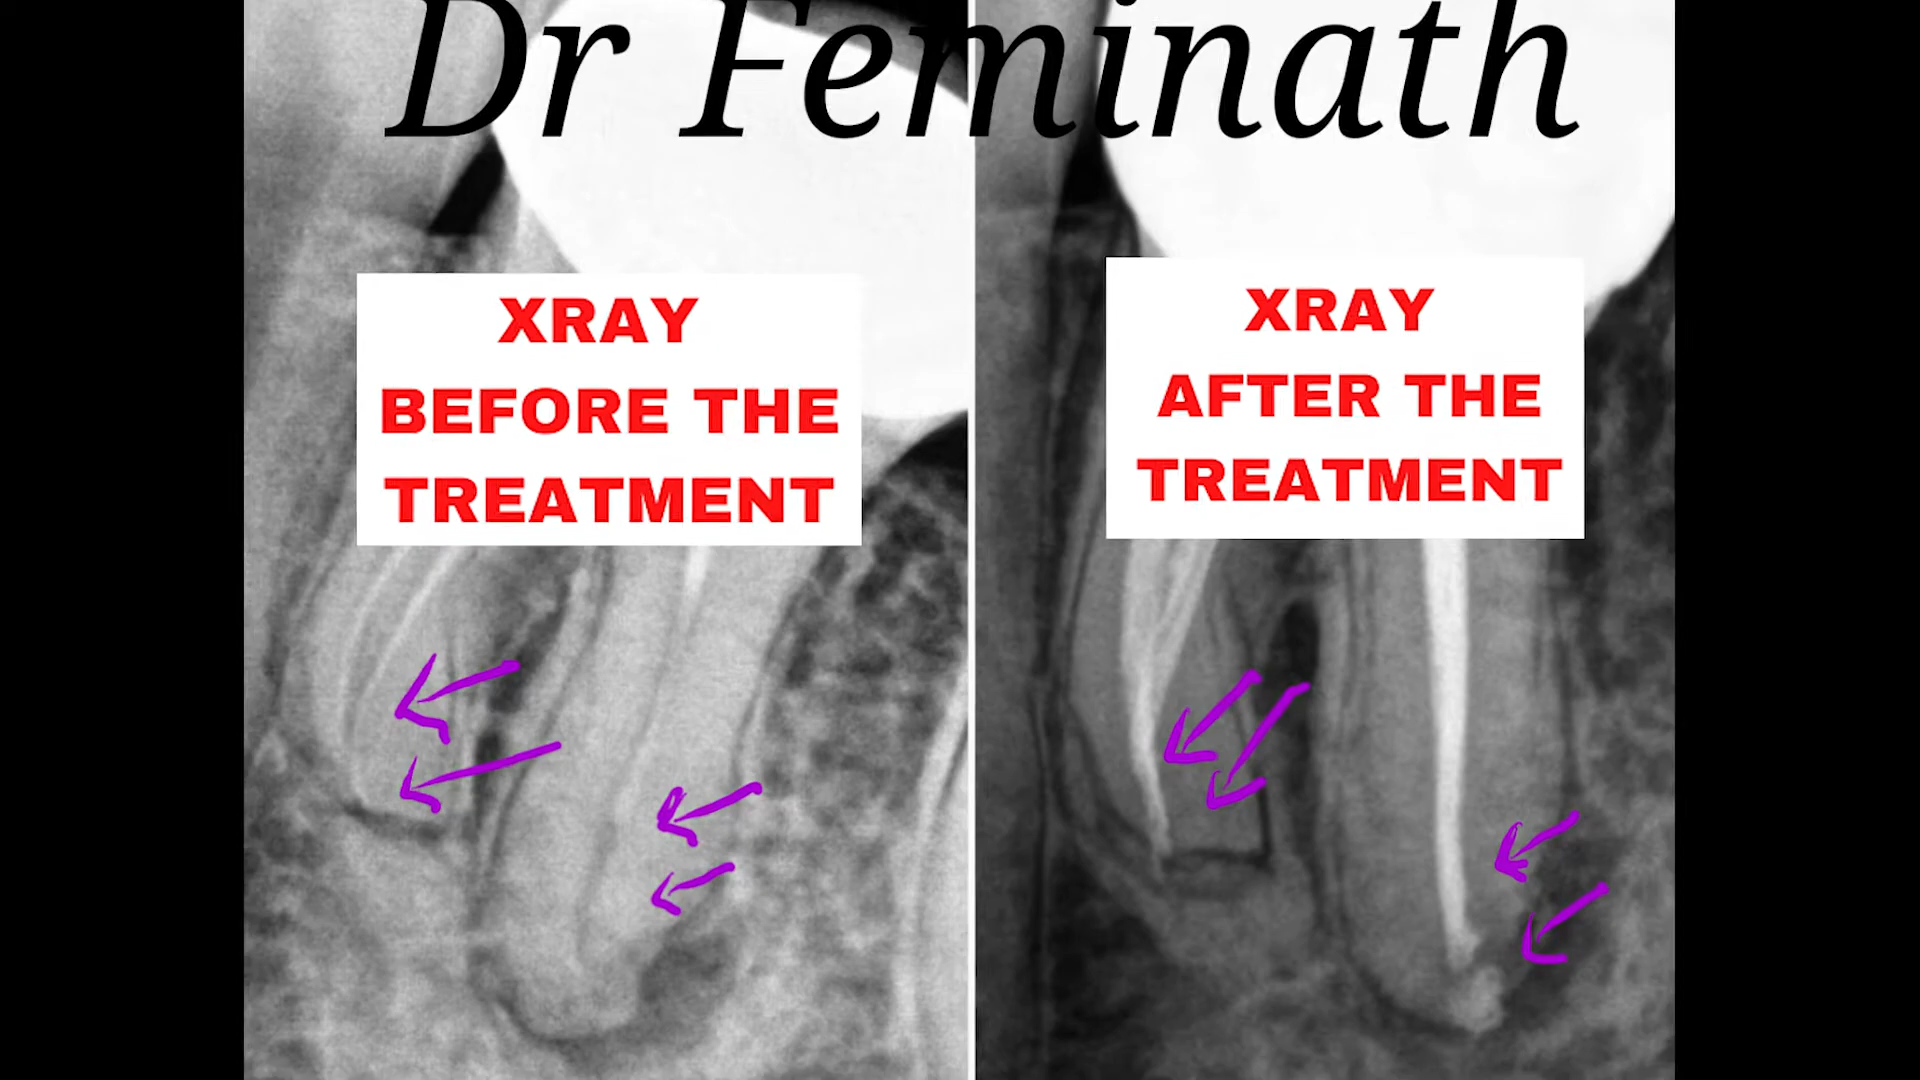 Dr Feminath
XRAY
BEFORE THE
TREATMENT
XRAY
AFTER THE
TREATMENT